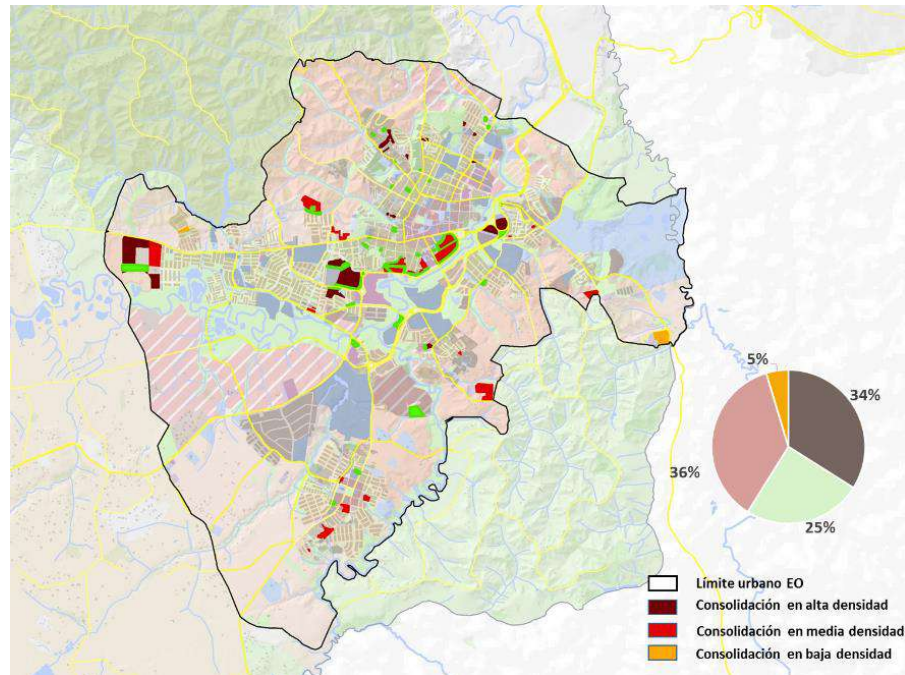 5%
34%
36%
25%
Límite urbano EO
Consolidación en alta densidad
Consolidación en media densidad
Consolidación en baja densidad